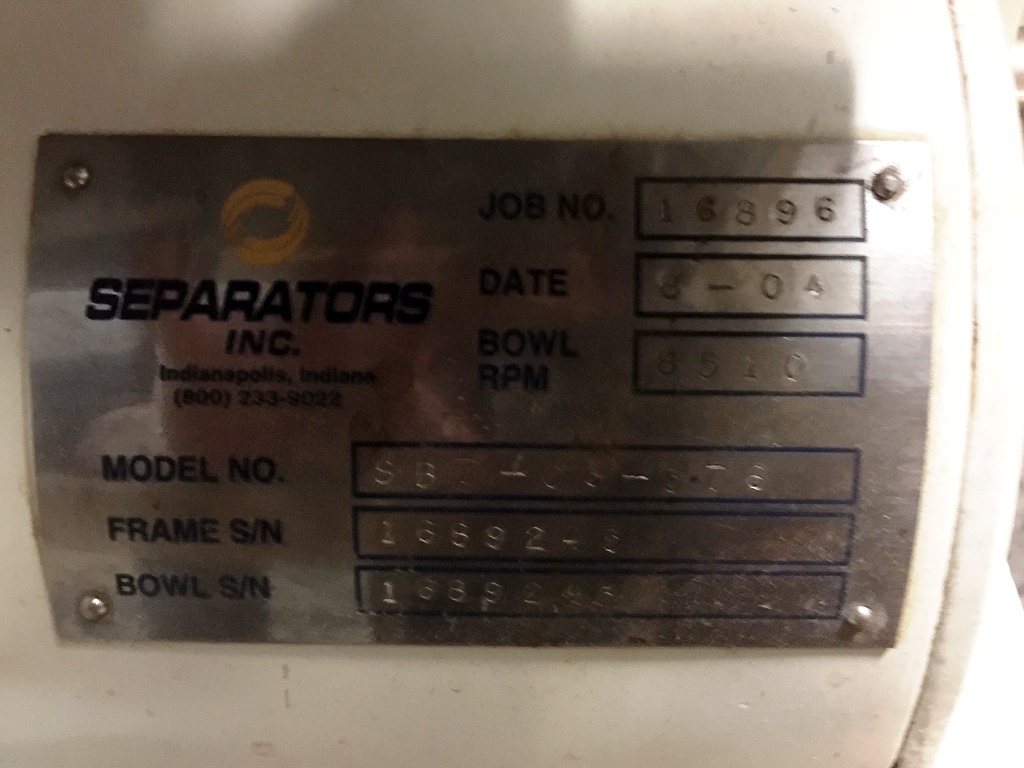 SEPARATORS
INC.
Indianapolis, Indiana
(800) 233-9022
JOB NO. 16896
DATE 8-04
BOWL
RPM 8510
MODEL NO.
FRAME S/N
BOWL S/N